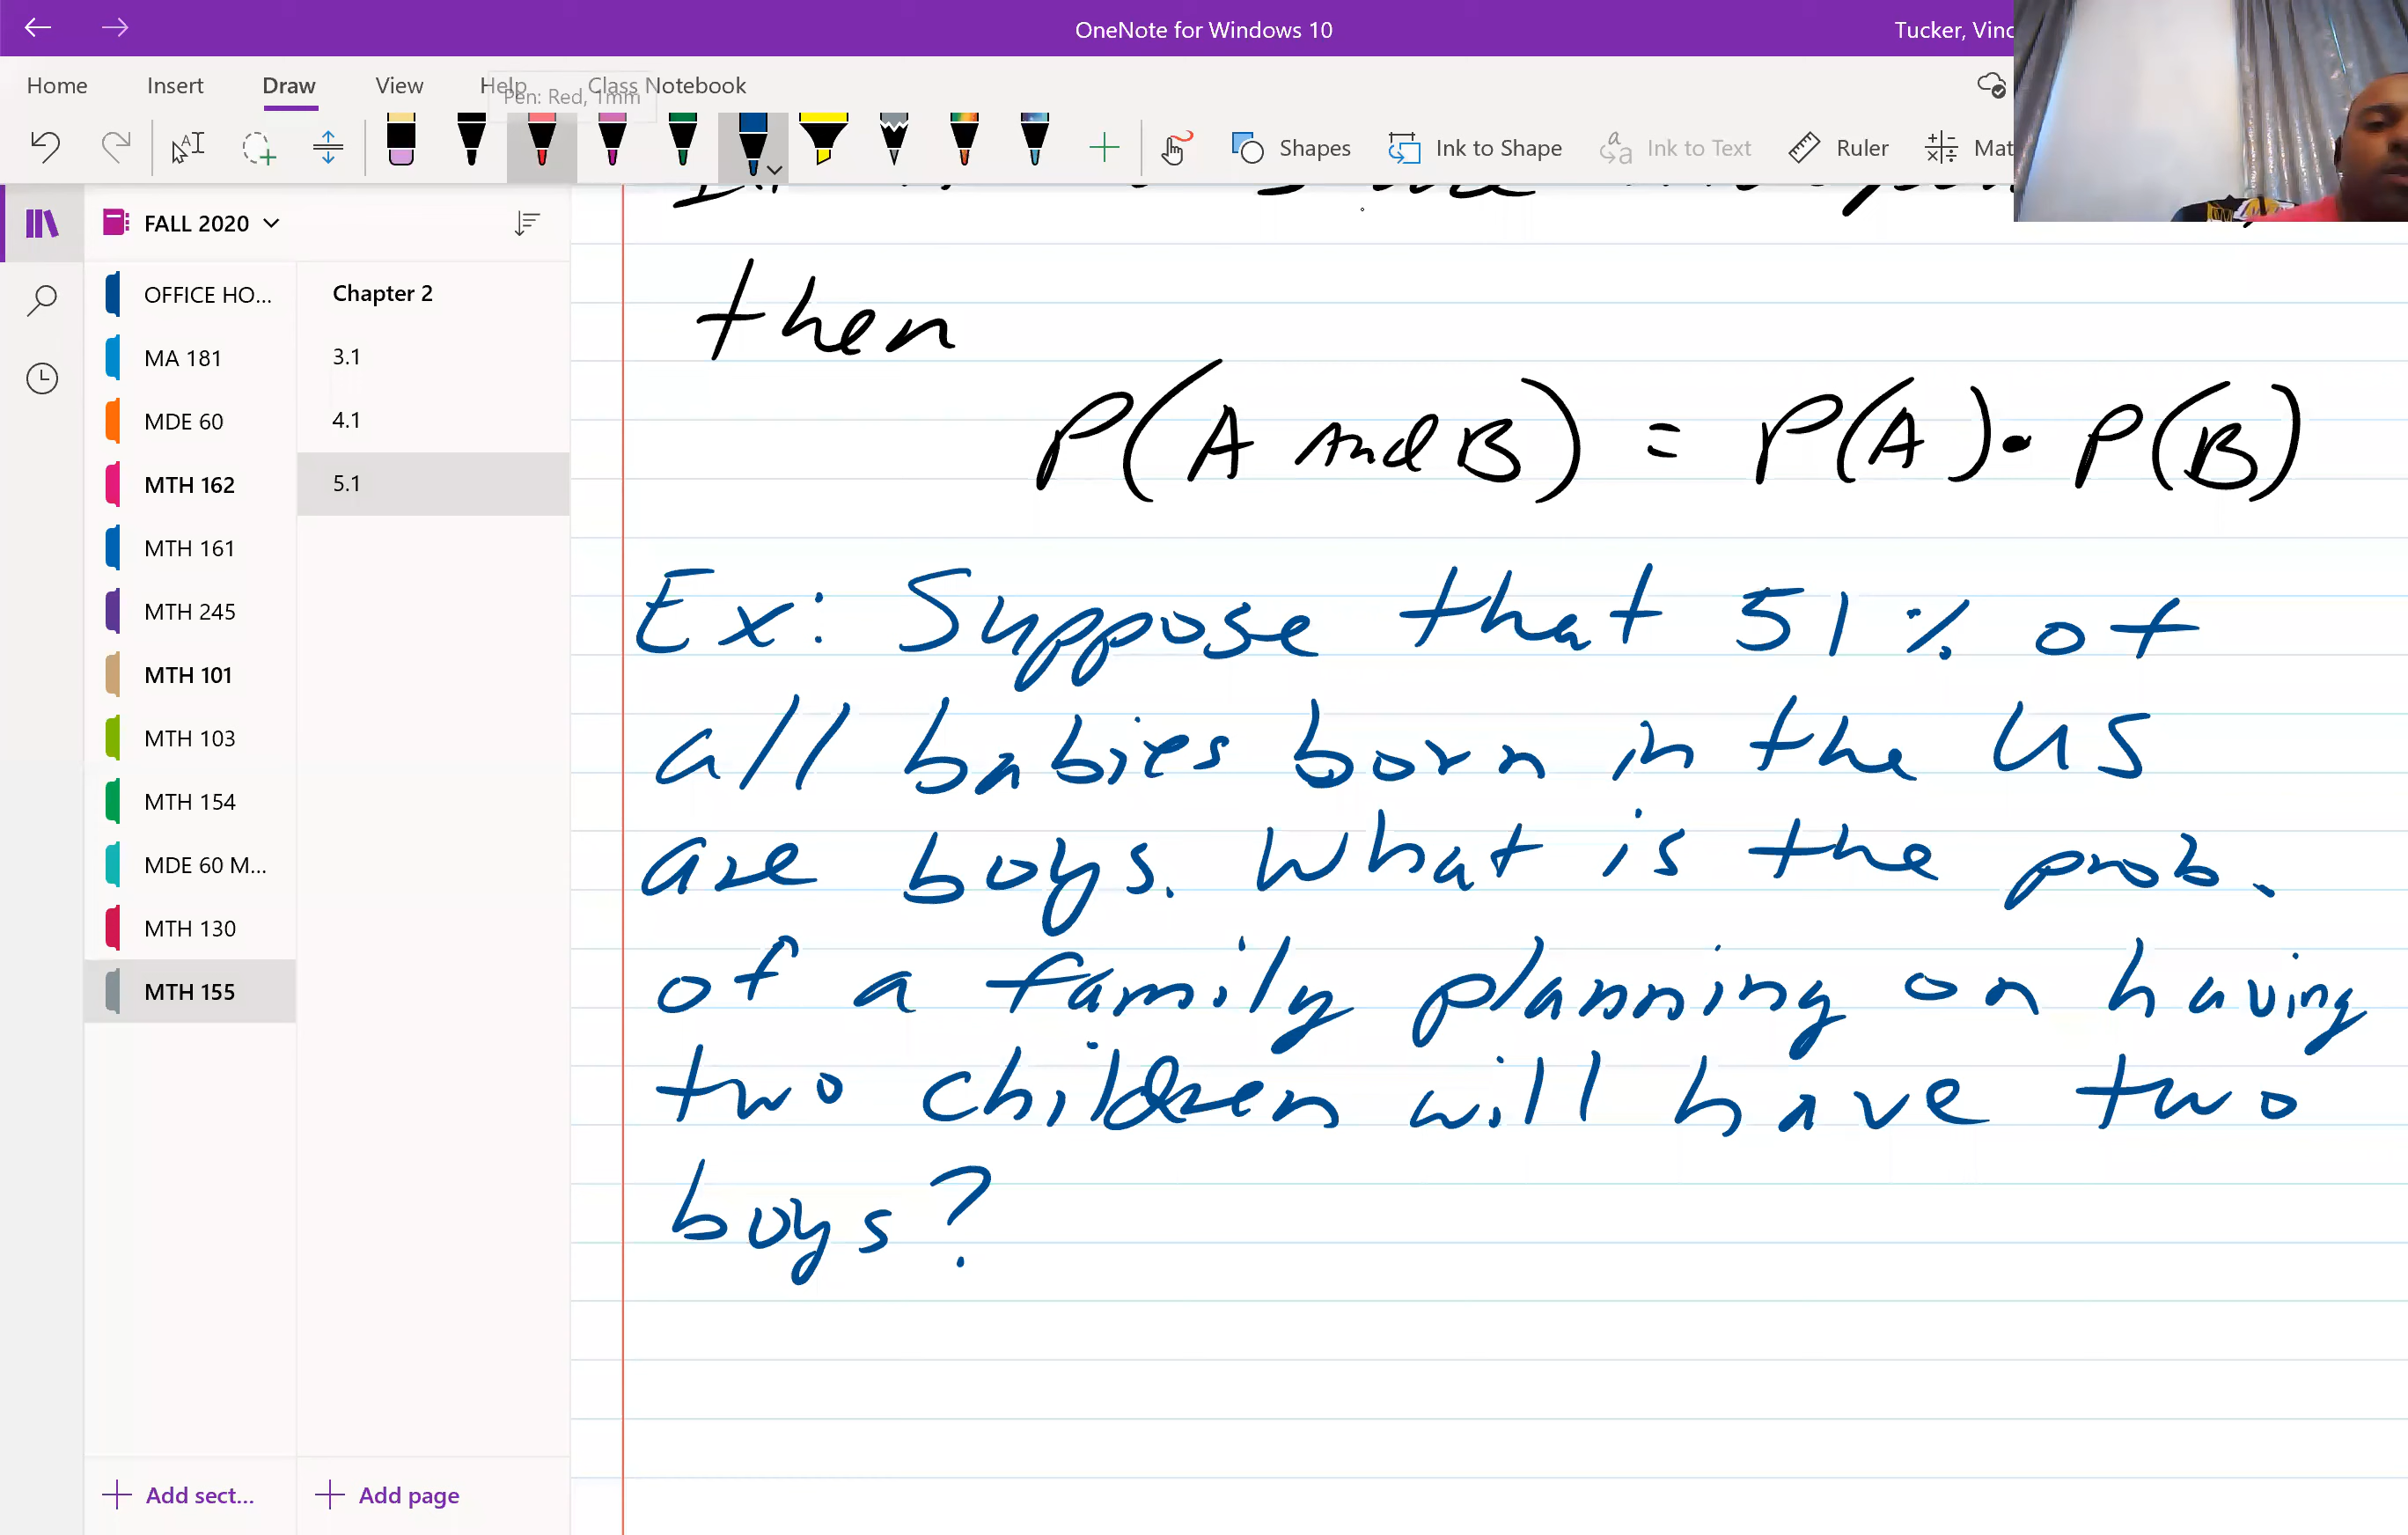 OneNote for Windows 10
Tucker, Vinc
Home Insert Draw View Help Class Notebook
Pen: Red, 1mm
Shapes Ink to Shape Ink to Text Ruler Mat
FALL 2020
OFFICE HO...
MA 181
MDE 60
MTH 162
MTH 161
MTH 245
MTH 101
MTH 103
MTH 154
MDE 60 M...
MTH 130
MTH 155
Add sect...
Chapter 2
3.1
4.1
5.1
Add page
then
P(A and B) = P(A) • P(B)
Ex: Suppose that 51% of
all babies born in the US
are boys. What is the prob.
of a family planning on having
two children will have two
boys?